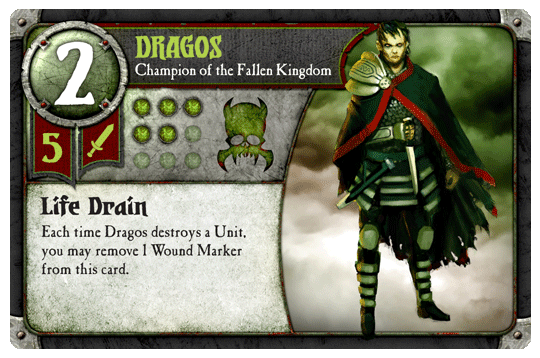 2
DRAGOS
Champion of the Fallen Kingdom
5
Life Drain
Each time Dragos destroys a Unit,
you may remove 1 Wound Marker
from this card.